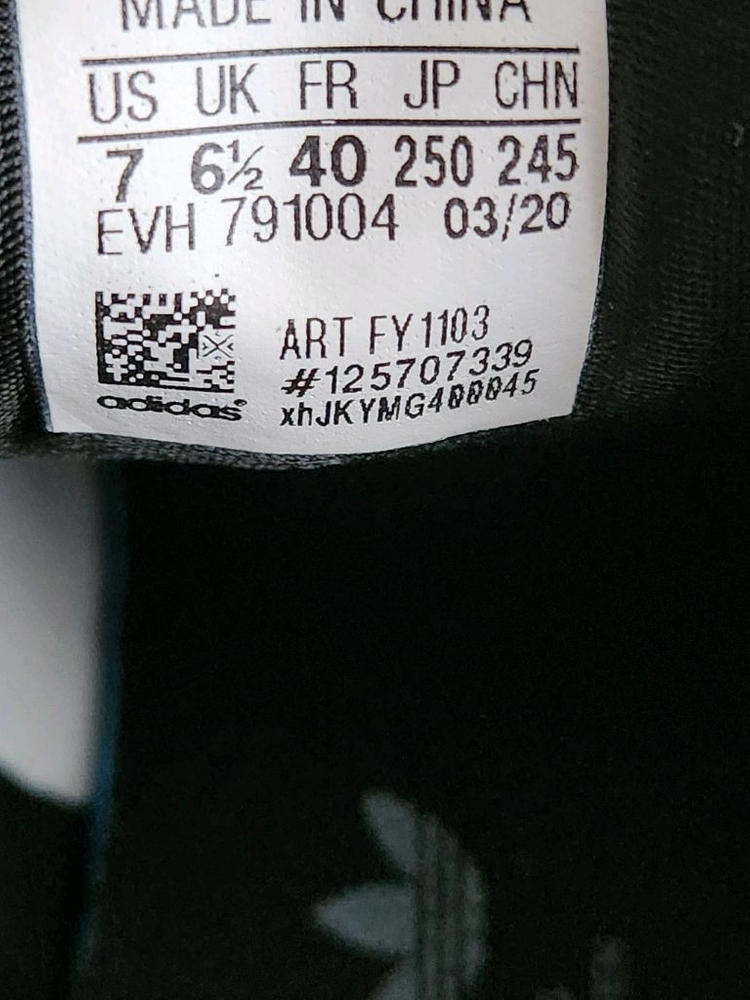 MADE IN CHINA
US UK FR JP CHN
7 6½ 40 250 245
EVH 791004 03/20
ART FY1103
#125707339
xhJKYMG400045
adidas®